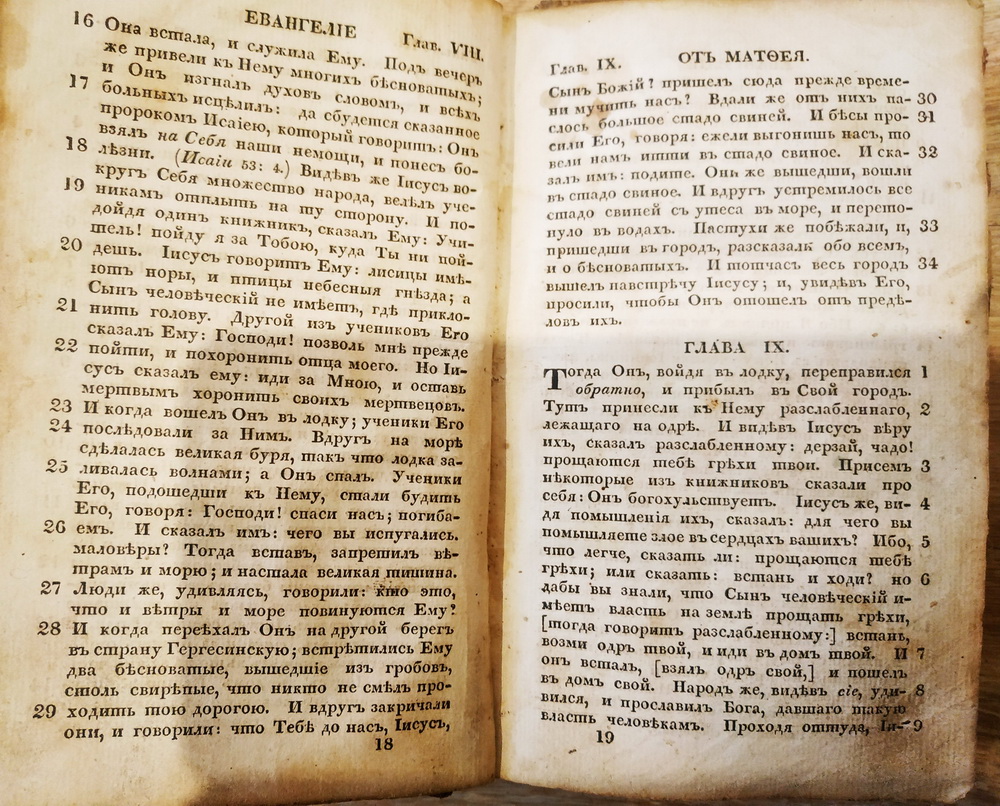 ЕВАНГЕЛІЕ Глав. VIII.
16 Она встала, и служила Ему. Подъ вечеръ
же привели къ Нему многихъ бѣсноватыхъ;
и Онъ изгналъ духовъ словомъ, и всѣхъ
17 больныхъ исцѣлилъ: да сбудется сказанное
пророкомъ Исаіею, который говоритъ: Онъ
взялъ на Себя наши немощи, и понесъ бо-
18 лѣзни. (Исаіи 53: 4.) Видѣвъ же Іисусъ во-
кругъ Себя множество народа, велѣлъ уче-
19 никамъ отплыть на ту сторону. И по-
дойдя одинъ книжникъ, сказалъ Ему: Учи-
тель! пойду я за Тобою, куда Ты ни пой-
20 дешь. Іисусъ говоритъ Ему: лисицы имѣ-
ютъ норы, и птицы небесныя гнѣзда; а
Сынъ человѣческій не имѣетъ, гдѣ прикло-
21 нить голову. Другой изъ учениковъ Его
сказалъ Ему: Господи! позволь мнѣ прежде
22 пойти, и похоронить отца моего. Но Іи-
сусъ сказалъ ему: иди за Мною, и оставь
мертвымъ хоронить своихъ мертвецовъ.
23 И когда вошелъ Онъ въ лодку; ученики Его
24 послѣдовали за Нимъ. Вдругъ на морѣ
сдѣлалась великая буря, такъ что лодка за-
25 ливалась волнами; а Онъ спалъ. Ученики
Его, подошедши къ Нему, стали будить
Его, говоря: Господи! спаси насъ; погиба-
26 емъ. И сказалъ имъ: чего вы испугались,
маловѣры? Тогда вставъ, запретилъ вѣ-
трамъ и морю; и настала великая тишина.
27 Люди же, удивляясь, говорили: кто это,
что и вѣтры и море повинуются Ему?
28 И когда переѣхалъ Онъ на другой берегъ
въ страну Гергесинскую; встрѣтились Ему
два бѣсноватые, вышедшіе изъ гробовъ,
столь свирѣпые, что никто не смѣлъ про-
29 ходить тою дорогою. И вдругъ закричали
они, и говорили: что Тебѣ до насъ, Іисусъ,
18
Глав. IX. ОТЪ МАТѲЕЯ.
Сынъ Божій? пришелъ сюда прежде време-
ни мучить насъ? Вдали же отъ нихъ па- 30
слось большое стадо свиней. И бѣсы про- 31
сили Его, говоря: ежели выгонишь насъ, то
вели намъ итти въ стадо свиное. И ска- 32
залъ имъ: подите. Они же вышедши, вошли
въ стадо свиное. И вдругъ устремилось все
стадо свиней съ утеса въ море, и перето-
нуло въ водахъ. Пастухи же побѣжали, и, 33
пришедши въ городъ, разсказали обо всемъ,
и о бѣсноватыхъ. И тотчасъ весь городъ 34
вышелъ навстрѣчу Іисусу; и, увидѣвъ Его,
просили, чтобы Онъ отошелъ отъ предѣ-
ловъ ихъ.
ГЛАВА IX.
Тогда Онъ, войдя въ лодку, переправился 1
обратно, и прибылъ въ Свой городъ.
Тутъ принесли къ Нему разслабленнаго, 2
лежащаго на одрѣ. И видѣвъ Іисусъ вѣру
ихъ, сказалъ разслабленному: дерзай, чадо!
прощаются тебѣ грѣхи твои. Присемъ 3
нѣкоторые изъ книжниковъ сказали про
себя: Онъ богохульствуетъ. Іисусъ же, ви- 4
дя помышленія ихъ, сказалъ: для чего вы
помышляете злое въ сердцахъ вашихъ? Ибо, 5
что легче, сказать ли: прощаются тебѣ
грѣхи; или сказать: встань и ходи? но 6
дабы вы знали, что Сынъ человѣческій и-
мѣетъ власть на землѣ прощать грѣхи,
[тогда говоритъ разслабленному:] встань,
возми одръ твой, и иди въ домъ твой. И 7
онъ всталъ, [взялъ одръ свой,] и пошелъ
въ домъ свой. Народъ же, видѣвъ сіе, уди- 8
вился, и прославилъ Бога, давшаго такую
власть человѣкамъ. Проходя оттуда, Іи- 9
19